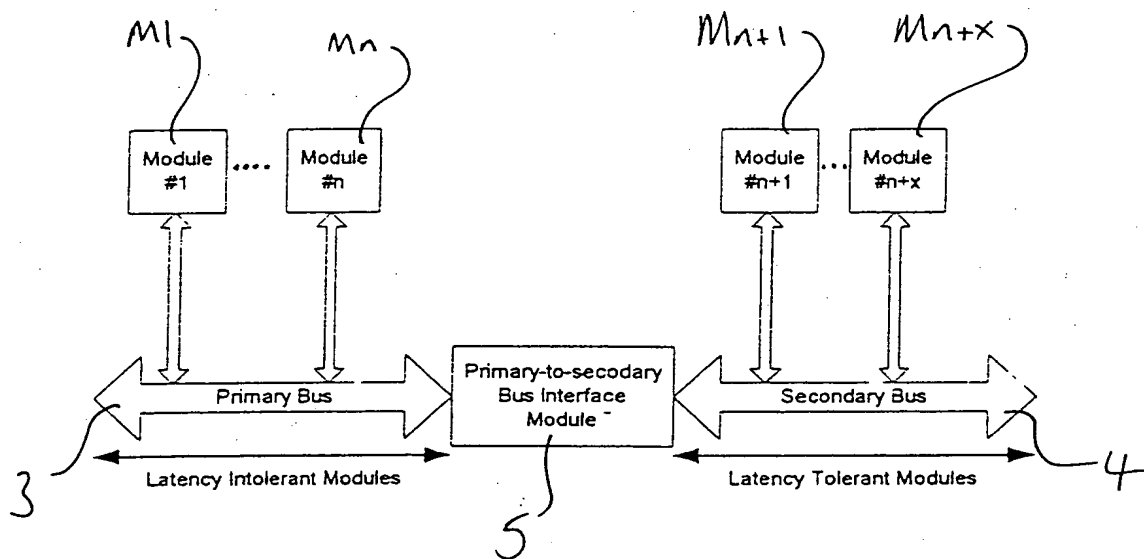 M1
Mn
Mn+1
Mn+x
Module
#1
....
Module
#n
Module
#n+1
...
Module
#n+x
Primary Bus
Primary-to-secodary
Bus Interface
Module
Secondary Bus
3
Latency Intolerant Modules
5
Latency Tolerant Modules
4